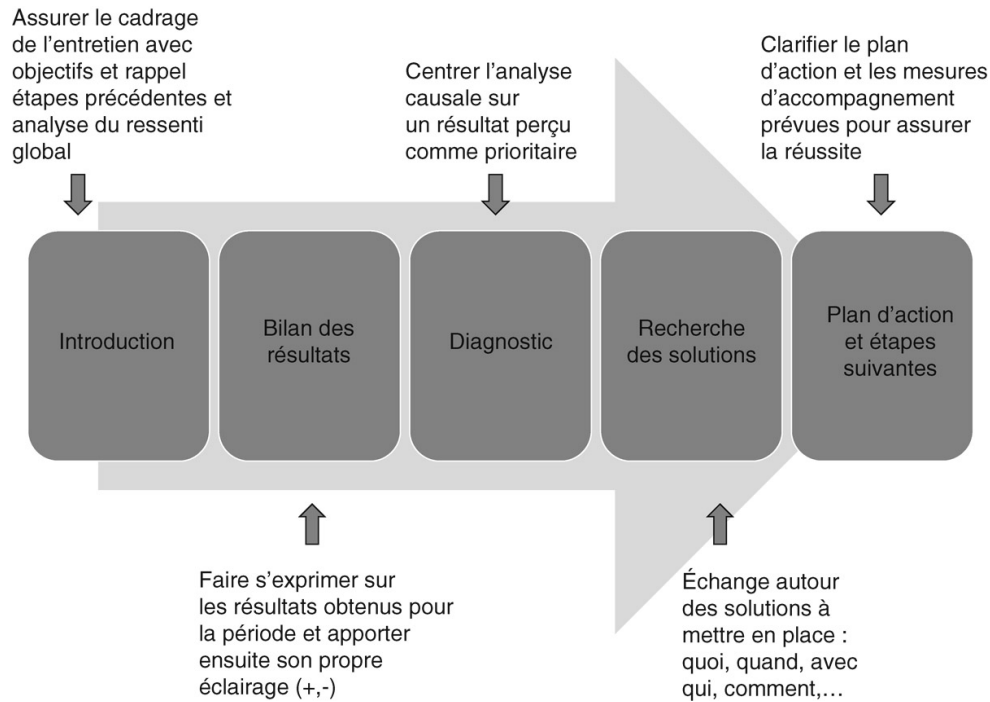 Assurer le cadrage
de l'entretien avec
objectifs et rappel
étapes précédentes et
analyse du ressenti
global
Centrer l'analyse
causale sur
un résultat perçu
comme prioritaire
Clarifier le plan
d'action et les mesures
d'accompagnement
prévues pour assurer
la réussite
Introduction
Bilan des
résultats
Diagnostic
Recherche
des solutions
Plan d'action
et étapes
suivantes
Faire s'exprimer sur
les résultats obtenus pour
la période et apporter
ensuite son propre
éclairage (+,-)
Échange autour
des solutions à
mettre en place :
quoi, quand, avec
qui, comment,…